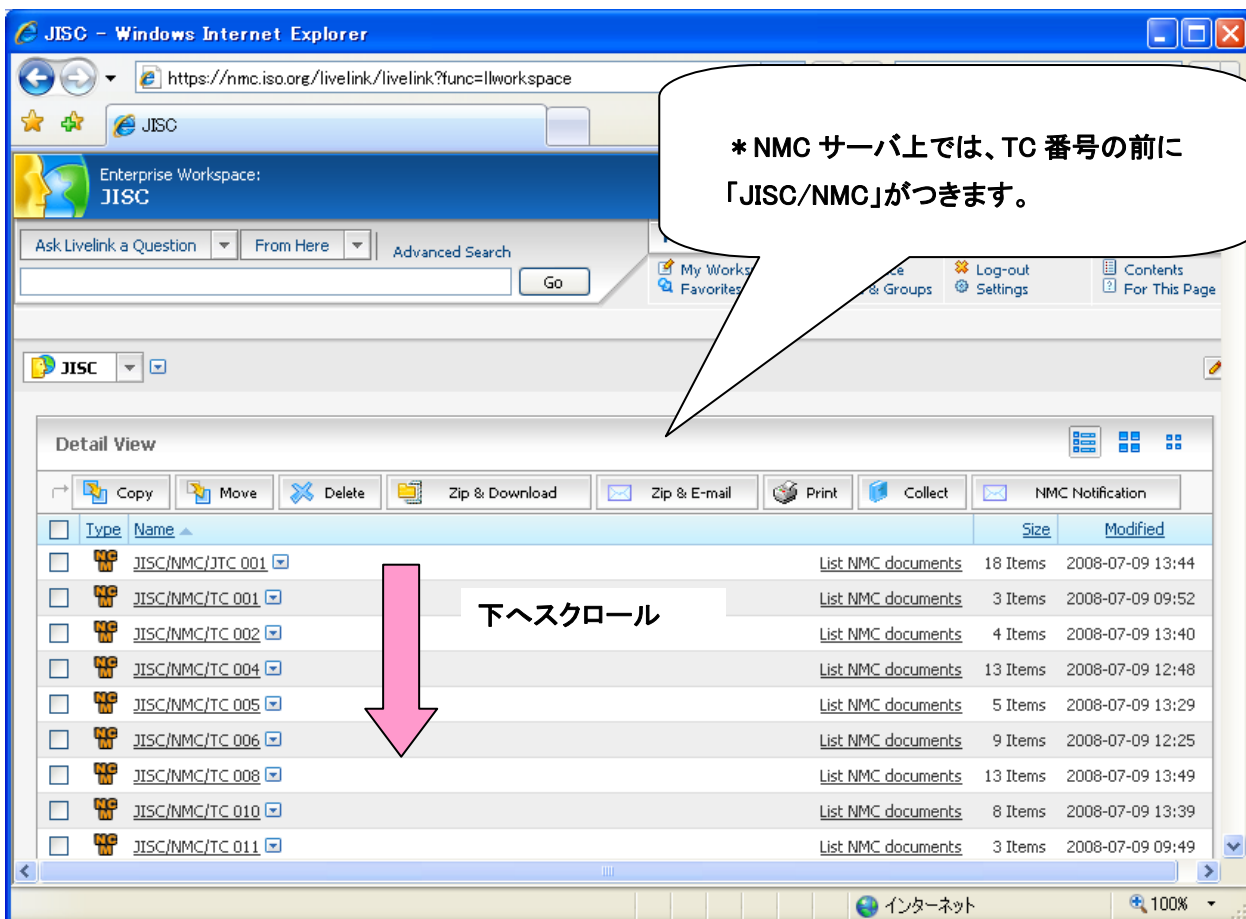 JISC - Windows Internet Explorer
https://nmc.iso.org/livelink/livelink?func=llworkspace
JISC
＊NMC サーバ上では、TC 番号の前に
「JISC/NMC」がつきます。
Enterprise Workspace:
JISC
Ask Livelink a Question From Here Advanced Search
Go
My Works Log-out Contents
Favorites & Groups Settings For This Page
JISC
Detail View
Copy Move Delete Zip & Download Zip & E-mail Print Collect NMC Notification
Type Name Size Modified
JISC/NMC/JTC 001 List NMC documents 18 Items 2008-07-09 13:44
JISC/NMC/TC 001 List NMC documents 3 Items 2008-07-09 09:52
下へスクロール
JISC/NMC/TC 002 List NMC documents 4 Items 2008-07-09 13:40
JISC/NMC/TC 004 List NMC documents 13 Items 2008-07-09 12:48
JISC/NMC/TC 005 List NMC documents 5 Items 2008-07-09 13:29
JISC/NMC/TC 006 List NMC documents 9 Items 2008-07-09 12:25
JISC/NMC/TC 008 List NMC documents 13 Items 2008-07-09 13:49
JISC/NMC/TC 010 List NMC documents 8 Items 2008-07-09 13:39
JISC/NMC/TC 011 List NMC documents 3 Items 2008-07-09 09:49
インターネット 100%